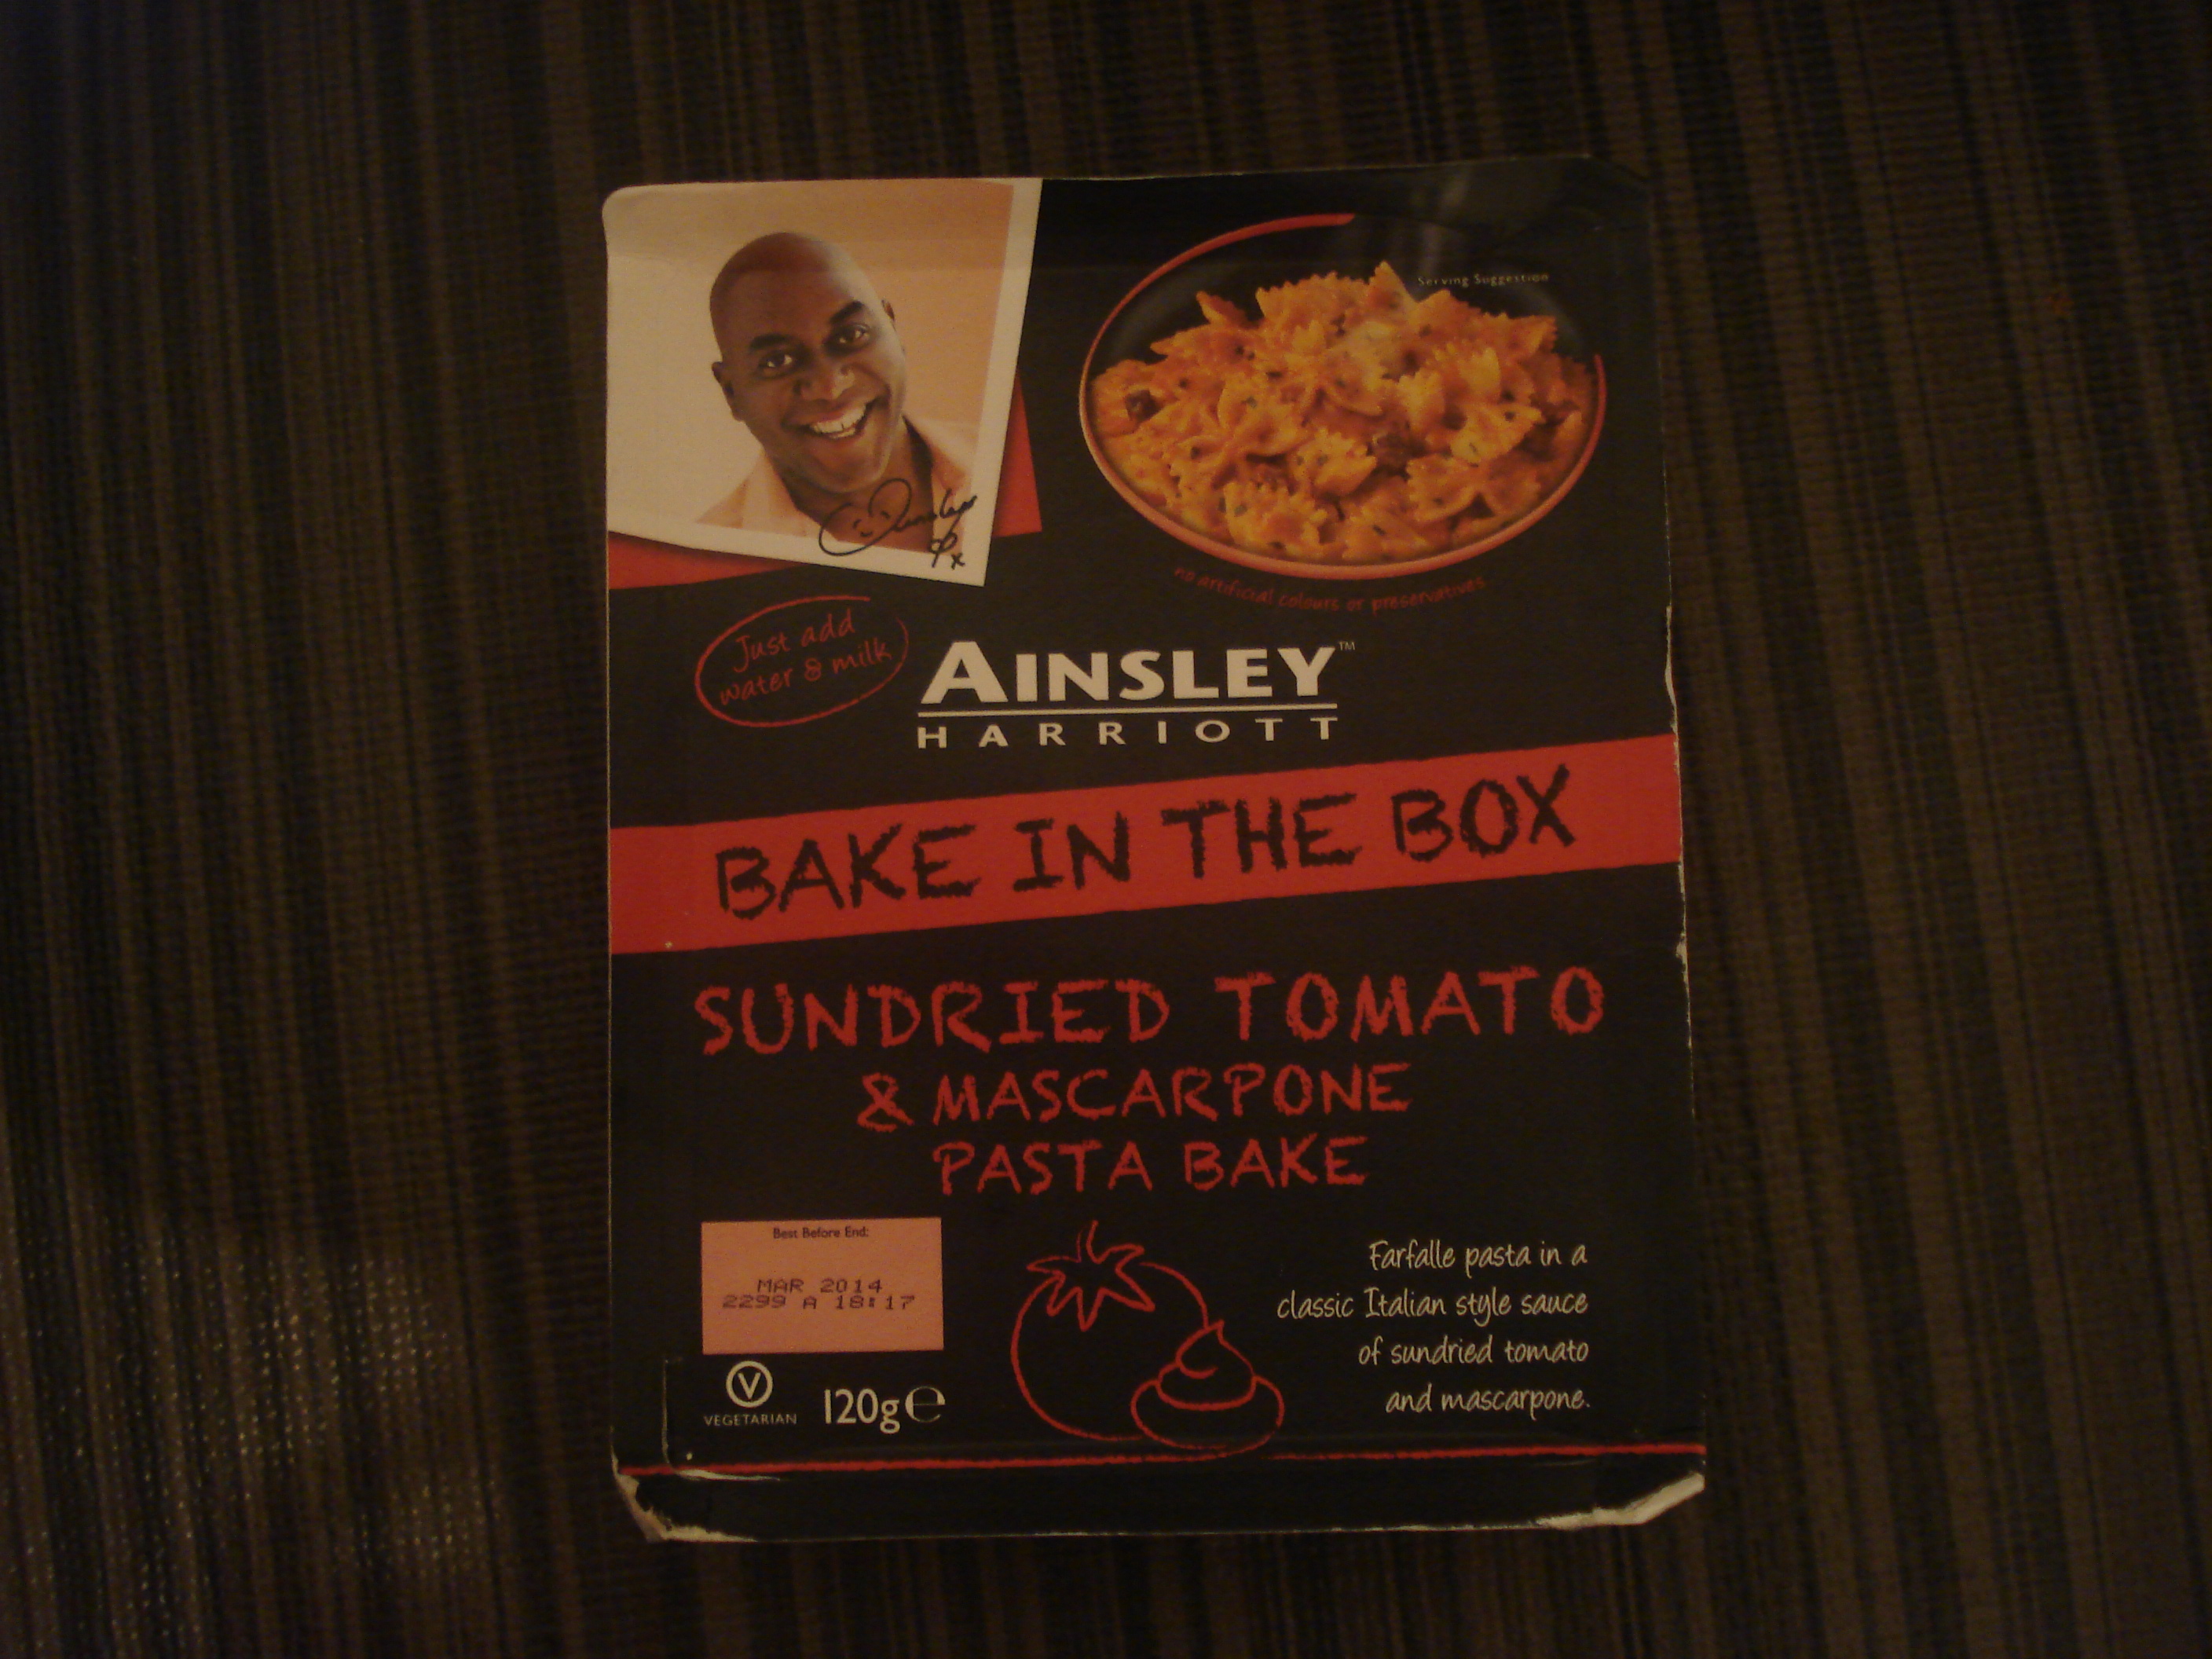 Serving Suggestion
Ainsley
x
no artificial colours or preservatives
Just add
water & milk
AINSLEY™
HARRIOTT
BAKE IN THE BOX
SUNDRIED TOMATO
& MASCARPONE
PASTA BAKE
Best Before End:
MAR 2014
2299 A 18:17
V
VEGETARIAN
120g℮
Farfalle pasta in a
classic Italian style sauce
of sundried tomato
and mascarpone.